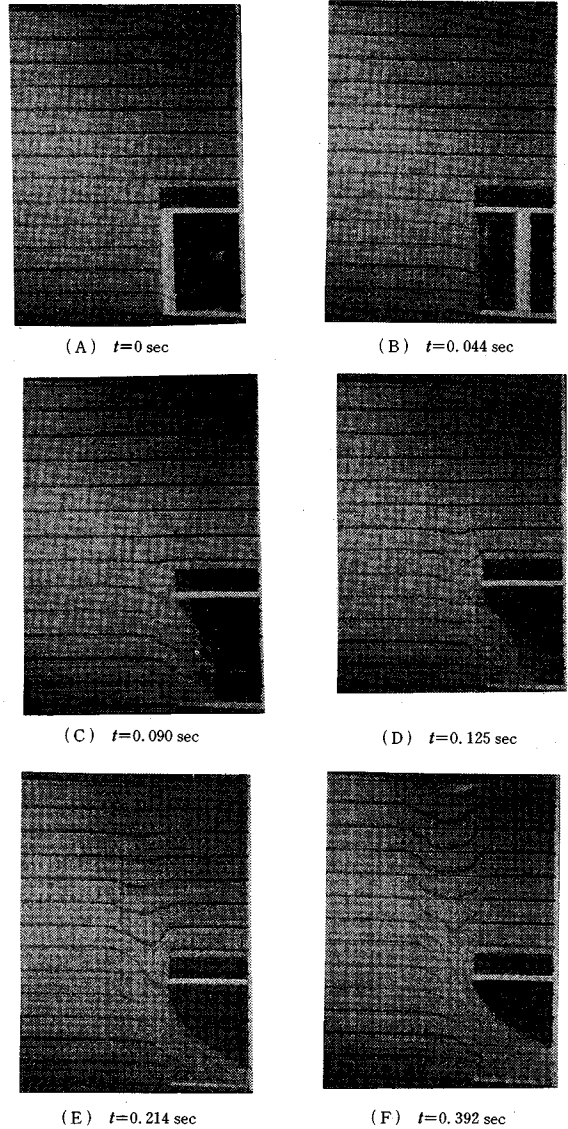 (A) t=0 sec
(B) t=0.044 sec
(C) t=0.090 sec
(D) t=0.125 sec
(E) t=0.214 sec
(F) t=0.392 sec